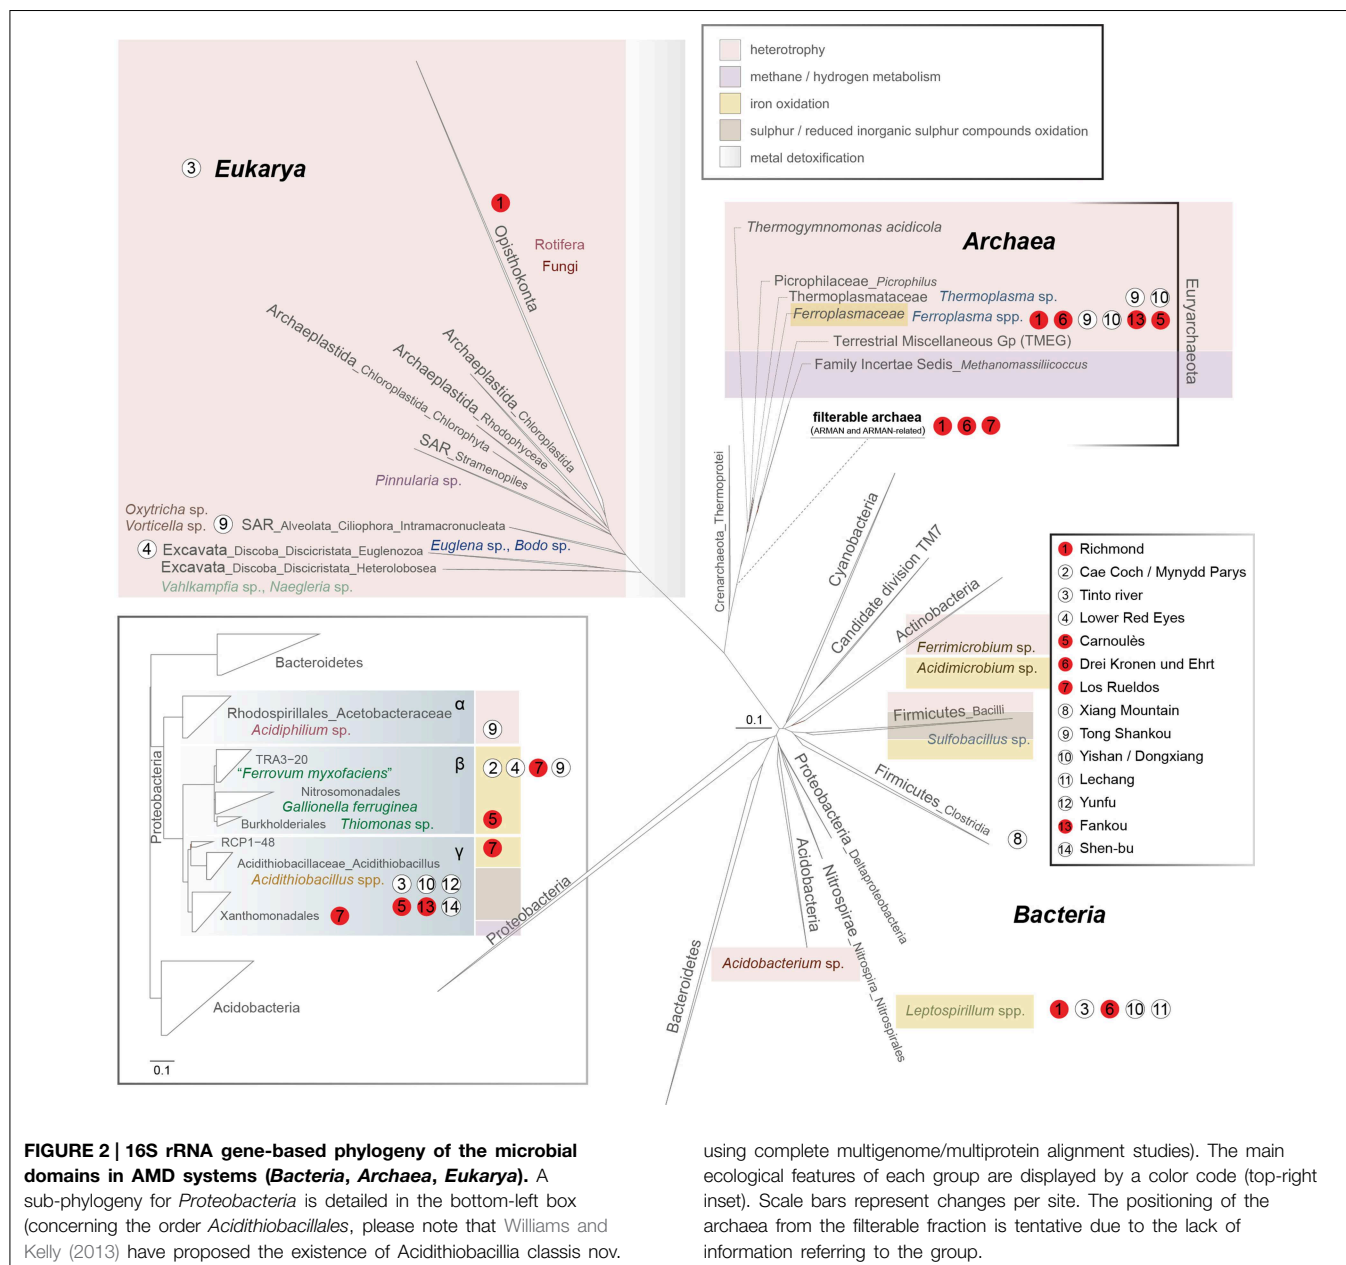 heterotrophy
methane / hydrogen metabolism
iron oxidation
sulphur / reduced inorganic sulphur compounds oxidation
metal detoxification
3 Eukarya
1
Opisthokonta
Rotifera
Fungi
Archaeplastida_Chloroplastida
Archaeplastida_Rhodophyceae
Archaeplastida_Chloroplastida_Chlorophyta
SAR_Stramenopiles
Pinnularia sp.
Oxytricha sp.
Vorticella sp. 9 SAR_Alveolata_Ciliophora_Intramacronucleata
4 Excavata_Discoba_Discicristata_Euglenozoa Euglena sp., Bodo sp.
Excavata_Discoba_Discicristata_Heterolobosea
Vahlkampfia sp., Naegleria sp.
Archaea
Euryarchaeota
Thermogymnomonas acidicola
Picrophilaceae_Picrophilus
Thermoplasmataceae Thermoplasma sp. 9 10
Ferroplasmaceae Ferroplasma spp. 1 6 9 10 13 5
Terrestrial Miscellaneous Gp (TMEG)
Family Incertae Sedis_Methanomassiliicoccus
filterable archaea
(ARMAN and ARMAN-related) 1 6 7
Crenarchaeota_Thermoprotei
Cyanobacteria
Candidate division TM7
Actinobacteria
Ferrimicrobium sp.
Acidimicrobium sp.
Firmicutes_Bacilli
Sulfobacillus sp.
Firmicutes_Clostridia
8
0.1
Proteobacteria_Deltaproteobacteria
Nitrospirae_Nitrospira_Nitrospirales
Acidobacteria
Acidobacterium sp.
Bacteroidetes
Proteobacteria
Bacteria
Leptospirillum spp. 1 3 6 10 11
1 Richmond
2 Cae Coch / Mynydd Parys
3 Tinto river
4 Lower Red Eyes
5 Carnoulès
6 Drei Kronen und Ehrt
7 Los Rueldos
8 Xiang Mountain
9 Tong Shankou
10 Yishan / Dongxiang
11 Lechang
12 Yunfu
13 Fankou
14 Shen-bu
Bacteroidetes
Proteobacteria
α
Rhodospirillales_Acetobacteraceae
Acidiphilium sp. 9
β
TRA3-20
"Ferrovum myxofaciens" 2 4 7 9
Nitrosomonadales
Gallionella ferruginea
Burkholderiales Thiomonas sp. 5
RCP1-48 γ 7
Acidithiobacillaceae_Acidithiobacillus
Acidithiobacillus spp. 3 10 12
5 13 14
Xanthomonadales 7
Acidobacteria
0.1
FIGURE 2 | 16S rRNA gene-based phylogeny of the microbial
domains in AMD systems (Bacteria, Archaea, Eukarya). A
sub-phylogeny for Proteobacteria is detailed in the bottom-left box
(concerning the order Acidithiobacillales, please note that Williams and
Kelly (2013) have proposed the existence of Acidithiobacillia classis nov.
using complete multigenome/multiprotein alignment studies). The main
ecological features of each group are displayed by a color code (top-right
inset). Scale bars represent changes per site. The positioning of the
archaea from the filterable fraction is tentative due to the lack of
information referring to the group.